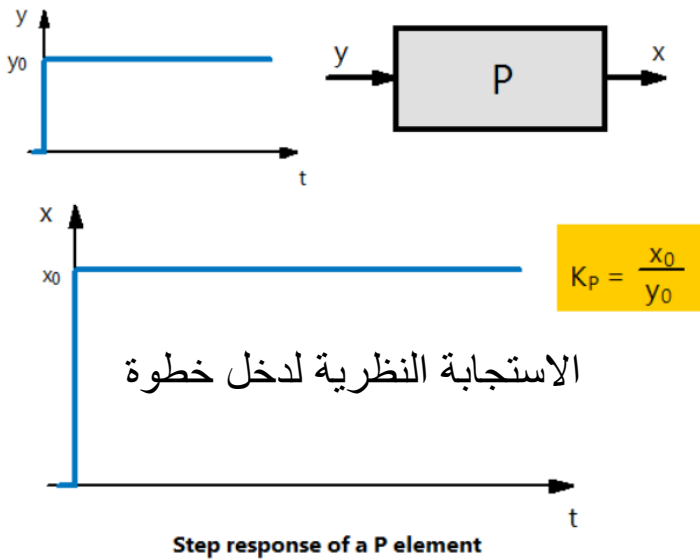 y
y0
t
y
P
x
x
x0
KP = x0 / y0
الاستجابة النظرية لدخل خطوة
t
Step response of a P element